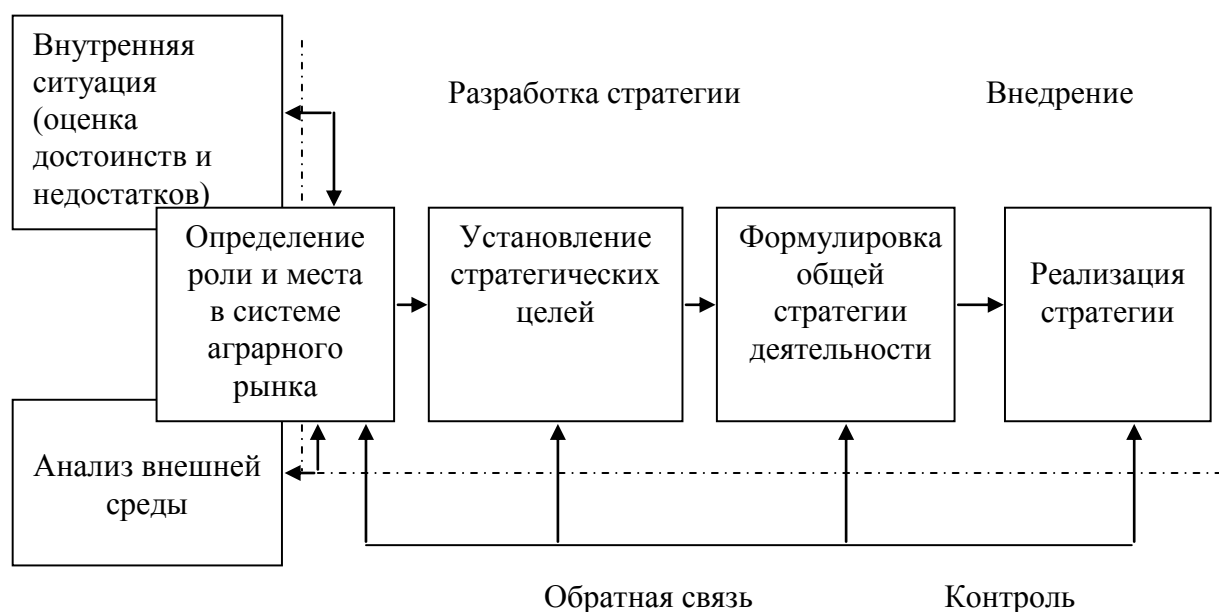 Внутренняя
ситуация
(оценка
достоинств и
недостатков)
Разработка стратегии
Внедрение
Определение
роли и места
в системе
аграрного
рынка
Установление
стратегических
целей
Формулировка
общей
стратегии
деятельности
Реализация
стратегии
Анализ внешней
среды
Обратная связь
Контроль